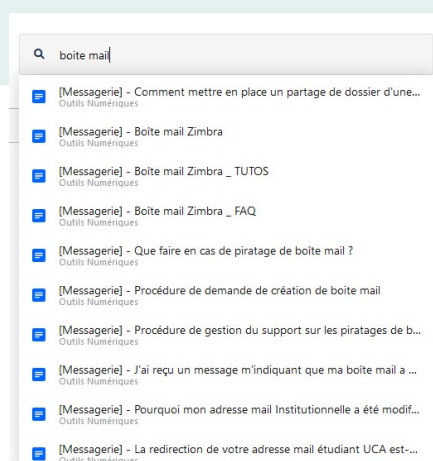 boite mail
[Messagerie] - Comment mettre en place un partage de dossier d'une...
Outils Numériques
[Messagerie] - Boîte mail Zimbra
Outils Numériques
[Messagerie] - Boite mail Zimbra _ TUTOS
Outils Numériques
[Messagerie] - Boite mail Zimbra _ FAQ
Outils Numériques
[Messagerie] - Que faire en cas de piratage de boîte mail ?
Outils Numériques
[Messagerie] - Procédure de demande de création de boite mail
Outils Numériques
[Messagerie] - Procédure de gestion du support sur les piratages de b...
Outils Numériques
[Messagerie] - J'ai reçu un message m'indiquant que ma boîte mail a ...
Outils Numériques
[Messagerie] - Pourquoi mon adresse mail Institutionnelle a été modif...
Outils Numériques
[Messagerie] - La redirection de votre adresse mail étudiant UCA est-...
Outils Numériques